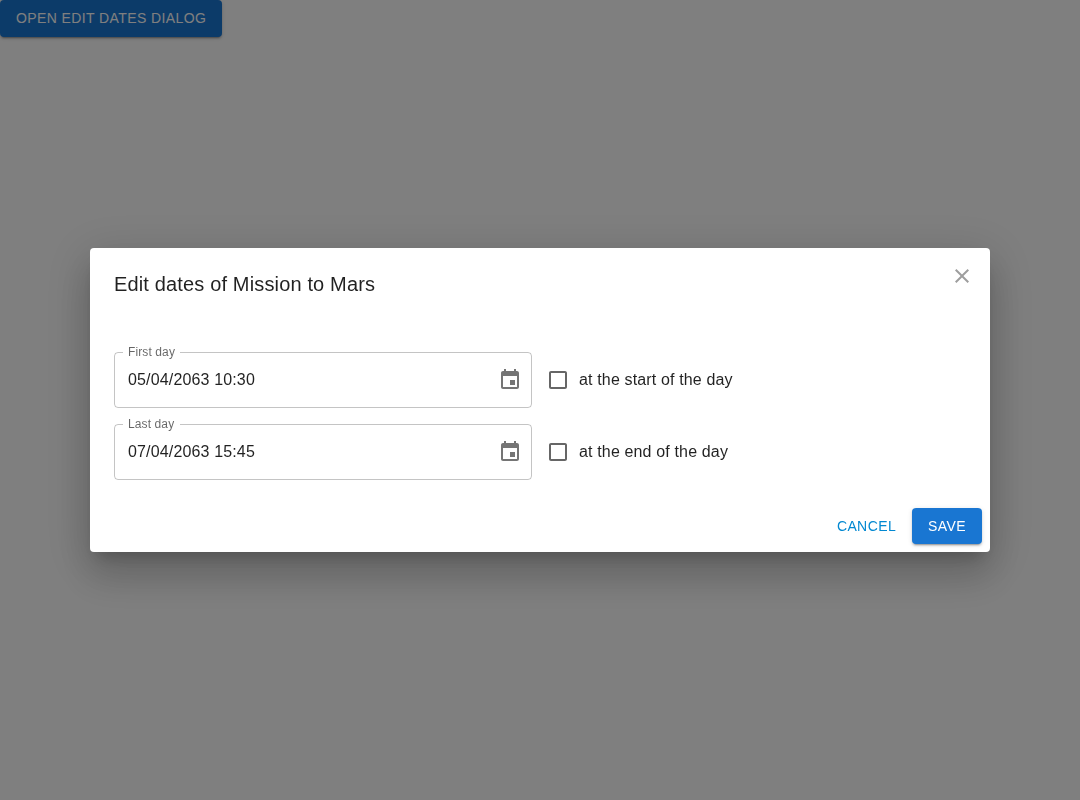 OPEN EDIT DATES DIALOG
Edit dates of Mission to Mars
First day
05/04/2063 10:30
at the start of the day
Last day
07/04/2063 15:45
at the end of the day
CANCEL
SAVE